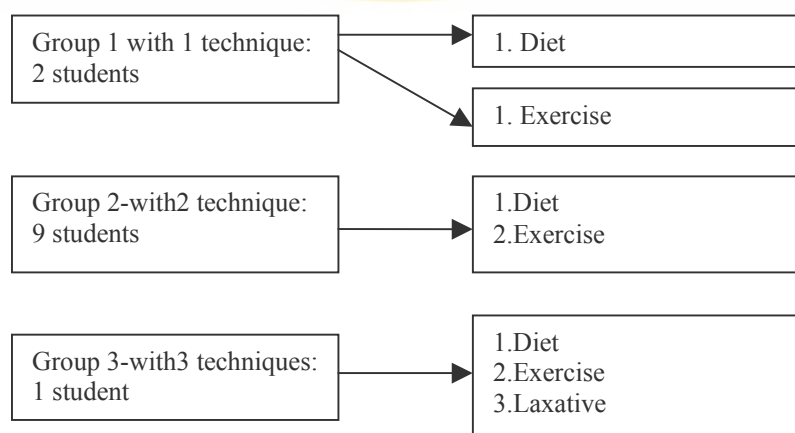 Group 1 with 1 technique:
2 students
1. Diet
1. Exercise
Group 2-with2 technique:
9 students
1.Diet
2.Exercise
Group 3-with3 techniques:
1 student
1.Diet
2.Exercise
3.Laxative